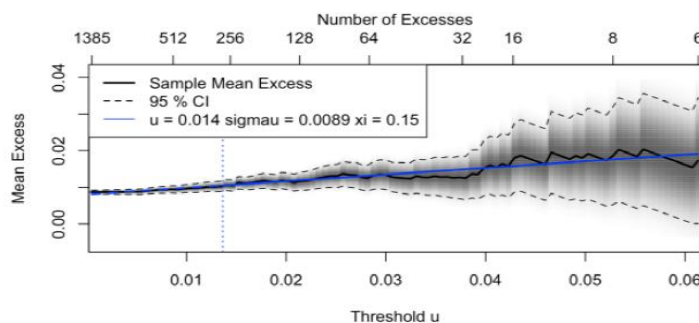 Number of Excesses
1385 512 256 128 64 32 16 8 6
Mean Excess
0.04
0.02
0.00
Sample Mean Excess
95 % CI
u = 0.014 sigmau = 0.0089 xi = 0.15
0.01 0.02 0.03 0.04 0.05 0.06
Threshold u